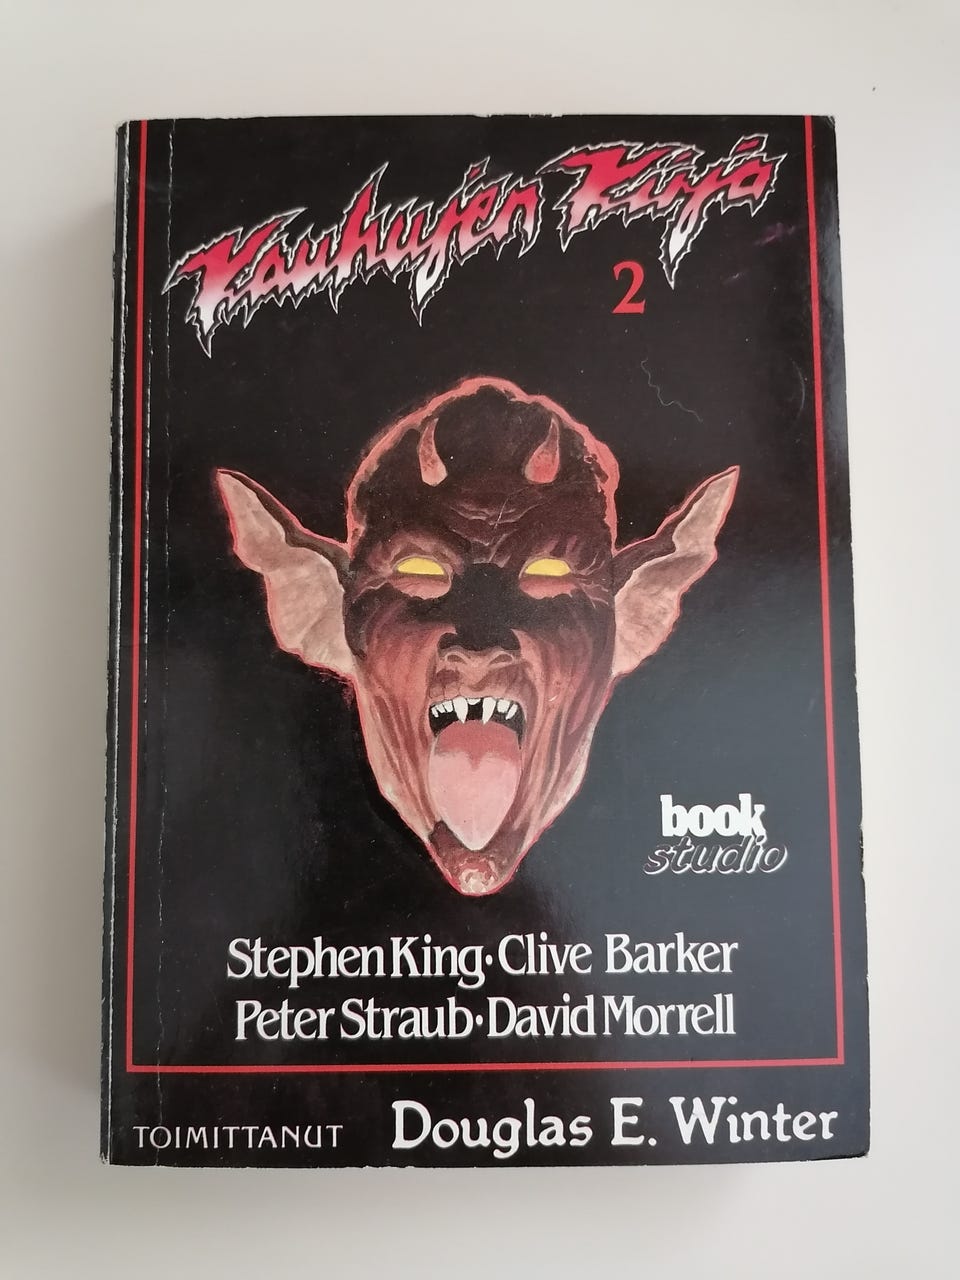 Kauhujen Kirja
2
book
studio
Stephen King·Clive Barker
Peter Straub·David Morrell
TOIMITTANUT Douglas E. Winter